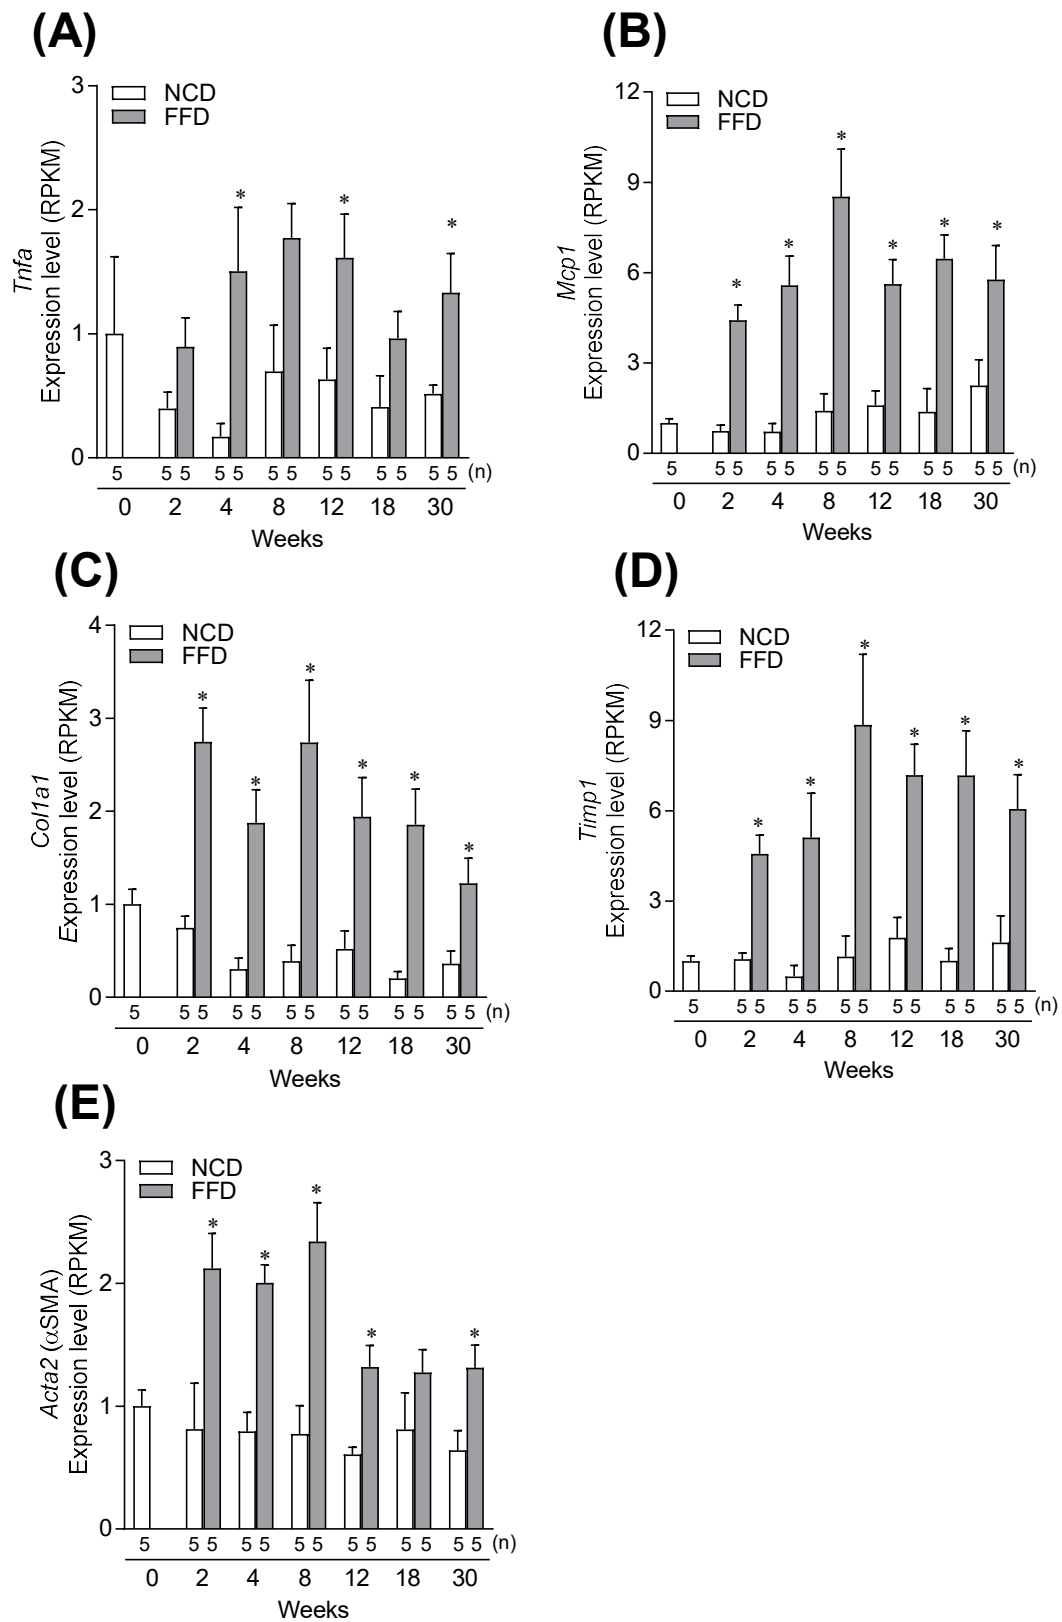 (A)
3
NCD
FFD
2
1
0
Tnfa
Expression level (RPKM)
* * * *
5 5 5 5 5 5 5 5 5 5 5 5 5 (n)
0 2 4 8 12 18 30
Weeks
(B)
12
NCD
FFD
9
6
3
0
Mcp1
Expression level (RPKM)
* * * * * *
5 5 5 5 5 5 5 5 5 5 5 5 5 (n)
0 2 4 8 12 18 30
Weeks
(C)
4
NCD
FFD
3
2
1
0
Col1a1
Expression level (RPKM)
* * * * * *
5 5 5 5 5 5 5 5 5 5 5 5 5 (n)
0 2 4 8 12 18 30
Weeks
(D)
12
NCD
FFD
9
6
3
0
Timp1
Expression level (RPKM)
* * * * * *
5 5 5 5 5 5 5 5 5 5 5 5 5 (n)
0 2 4 8 12 18 30
Weeks
(E)
3
NCD
FFD
2
1
0
Acta2 (αSMA)
Expression level (RPKM)
* * * * *
5 5 5 5 5 5 5 5 5 5 5 5 5 (n)
0 2 4 8 12 18 30
Weeks